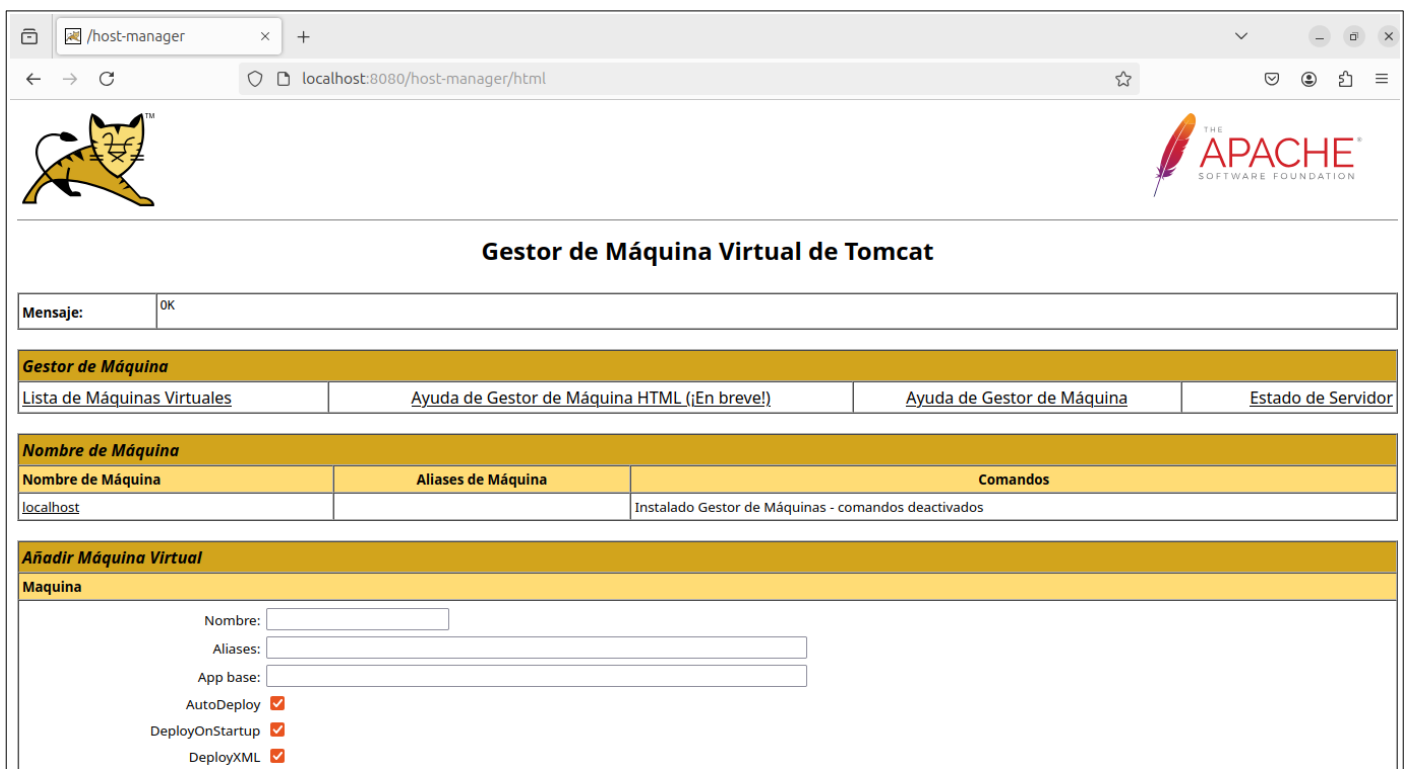 /host-manager
localhost:8080/host-manager/html
TM
THE
APACHE®
SOFTWARE FOUNDATION
Gestor de Máquina Virtual de Tomcat
Mensaje: OK
Gestor de Máquina
Lista de Máquinas Virtuales Ayuda de Gestor de Máquina HTML (¡En breve!) Ayuda de Gestor de Máquina Estado de Servidor
Nombre de Máquina
Nombre de Máquina Aliases de Máquina Comandos
localhost Instalado Gestor de Máquinas - comandos deactivados
Añadir Máquina Virtual
Maquina
Nombre:
Aliases:
App base:
AutoDeploy
DeployOnStartup
DeployXML